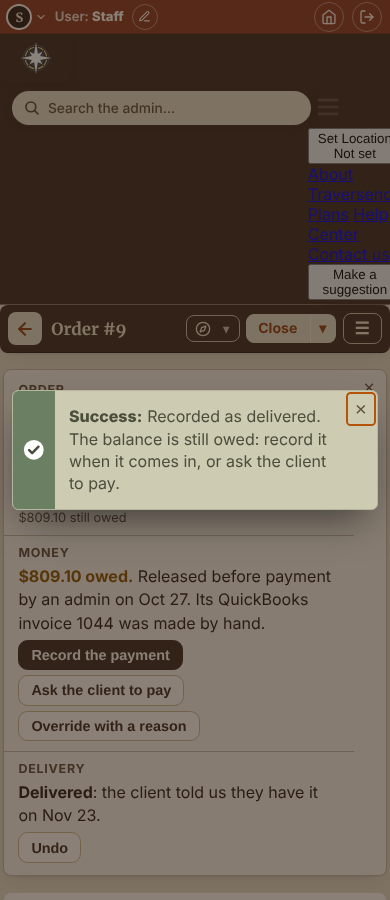 S
User: Staff
Search the admin...
Set Location
Not set
About
Traversend
Plans Help
Center
Contact us
Make a
suggestion
Order #9
Close
ORDER
Success: Recorded as delivered.
The balance is still owed: record it
when it comes in, or ask the client
to pay.
$809.10 still owed
MONEY
$809.10 owed. Released before payment
by an admin on Oct 27. Its QuickBooks
invoice 1044 was made by hand.
Record the payment
Ask the client to pay
Override with a reason
DELIVERY
Delivered: the client told us they have it
on Nov 23.
Undo